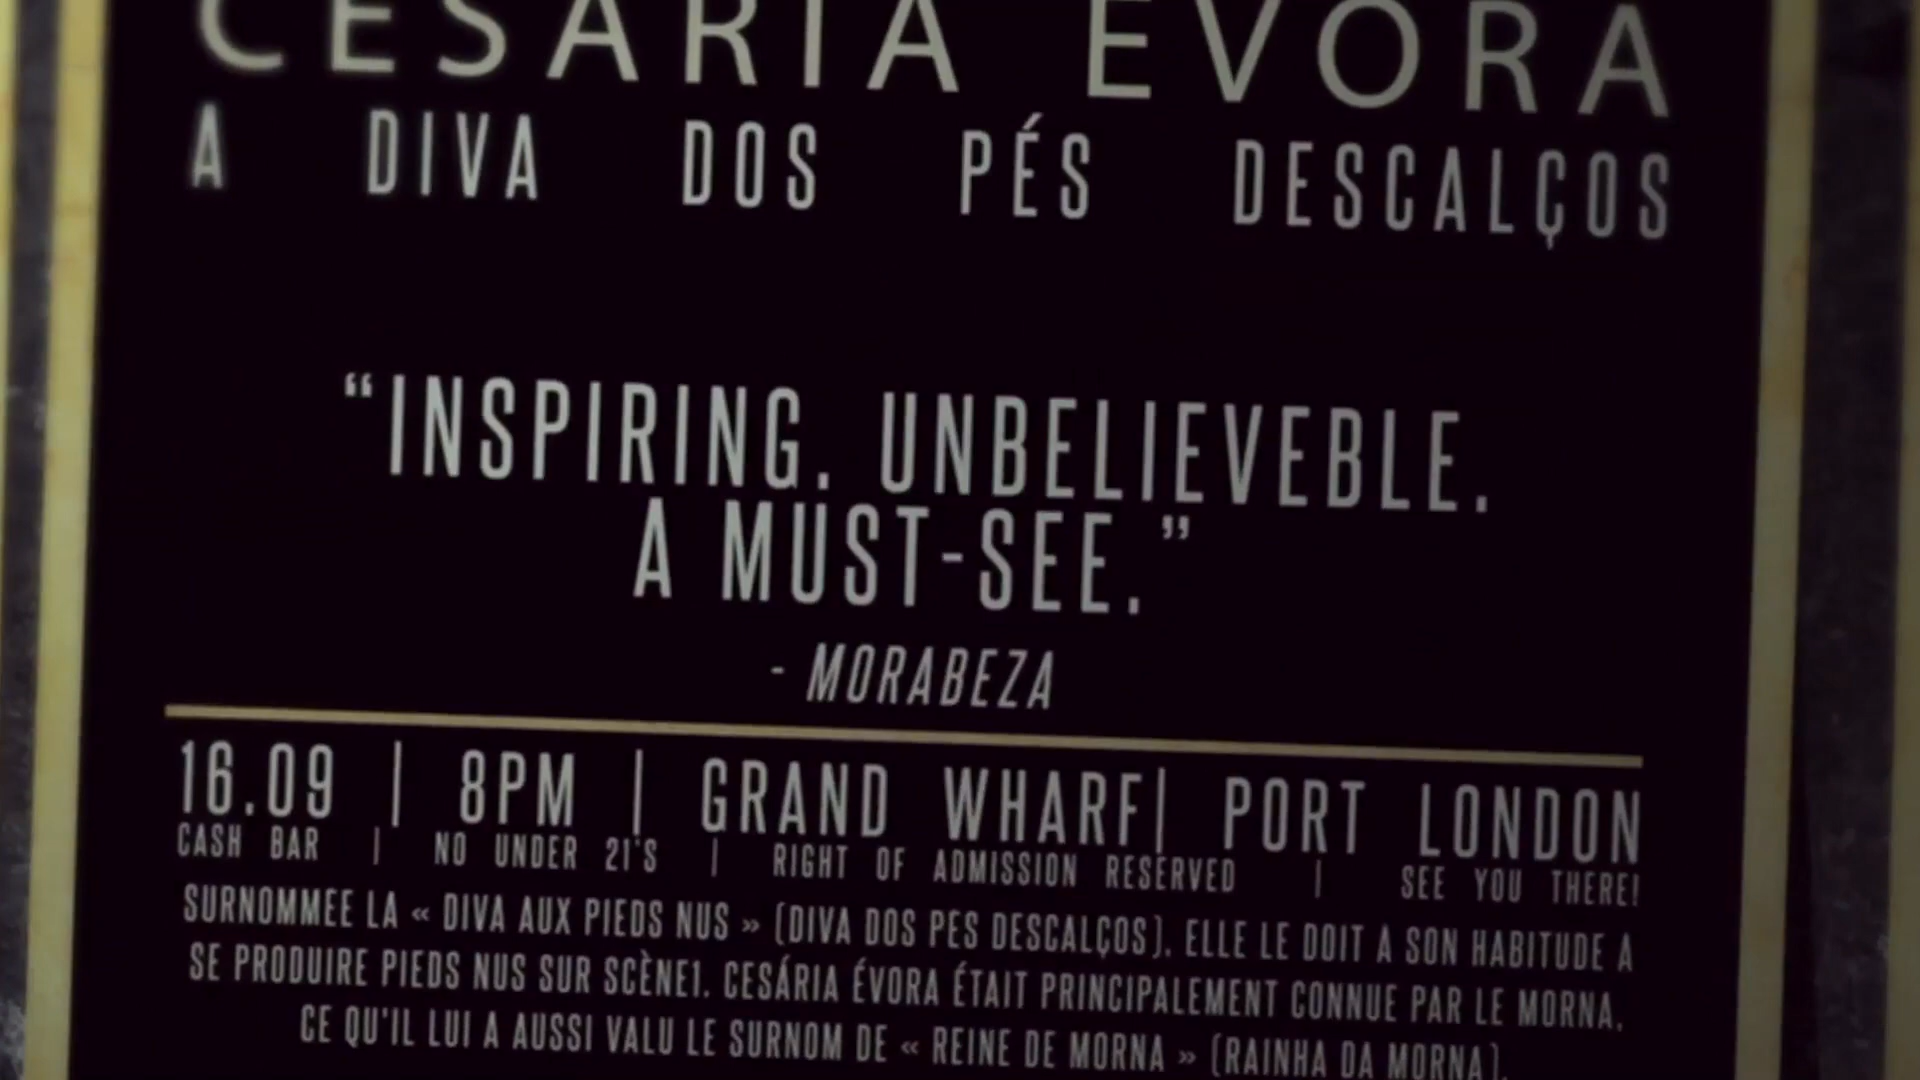 CESARIA EVORA
A DIVA DOS PÉS DESCALÇOS
“INSPIRING. UNBELIEVEBLE.
A MUST-SEE.”
- MORABEZA
16.09 | 8PM | GRAND WHARF| PORT LONDON
CASH BAR | NO UNDER 21'S | RIGHT OF ADMISSION RESERVED | SEE YOU THERE!
SURNOMMEE LA « DIVA AUX PIEDS NUS » (DIVA DOS PES DESCALÇOS), ELLE LE DOIT A SON HABITUDE A
SE PRODUIRE PIEDS NUS SUR SCÈNE1. CESÁRIA ÉVORA ÉTAIT PRINCIPALEMENT CONNUE PAR LE MORNA,
CE QU'IL LUI A AUSSI VALU LE SURNOM DE « REINE DE MORNA » (RAINHA DA MORNA).